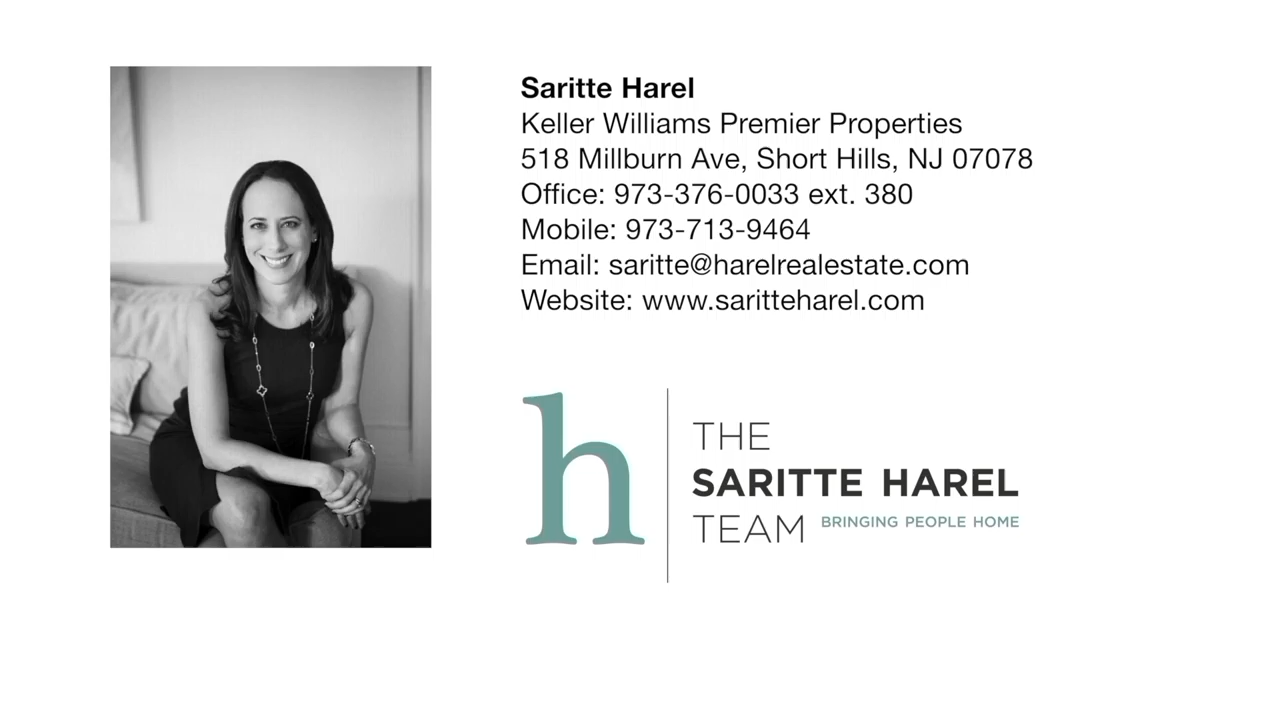 Saritte Harel
Keller Williams Premier Properties
518 Millburn Ave, Short Hills, NJ 07078
Office: 973-376-0033 ext. 380
Mobile: 973-713-9464
Email: saritte@harelrealestate.com
Website: www.saritteharel.com
h
THE
SARITTE HAREL
TEAM BRINGING PEOPLE HOME